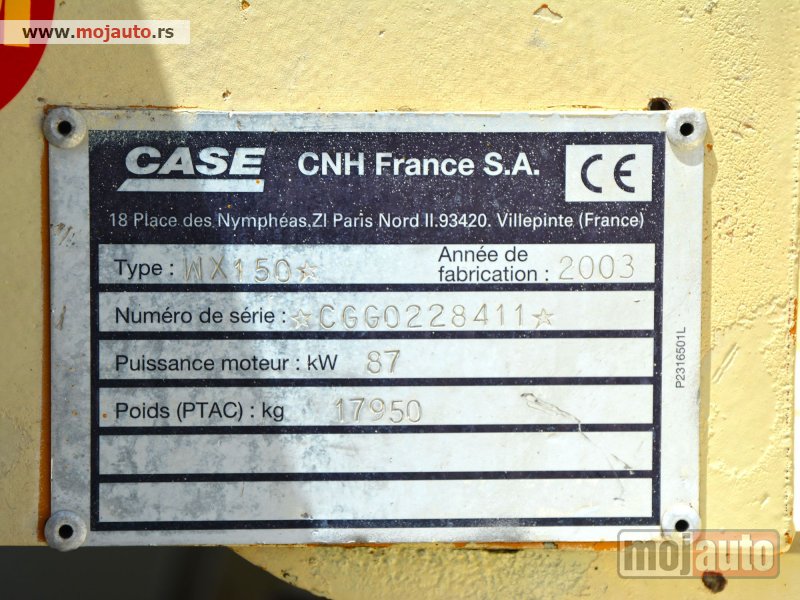 www.mojauto.rs
CASE CNH France S.A. CE
18 Place des Nymphéas.ZI Paris Nord II.93420. Villepinte (France)
Type : WX150☆ Année de fabrication : 2003
Numéro de série : ☆CGG0228411☆
Puissance moteur : kW 87
Poids (PTAC) : kg 17950
P2316501L
mojauto